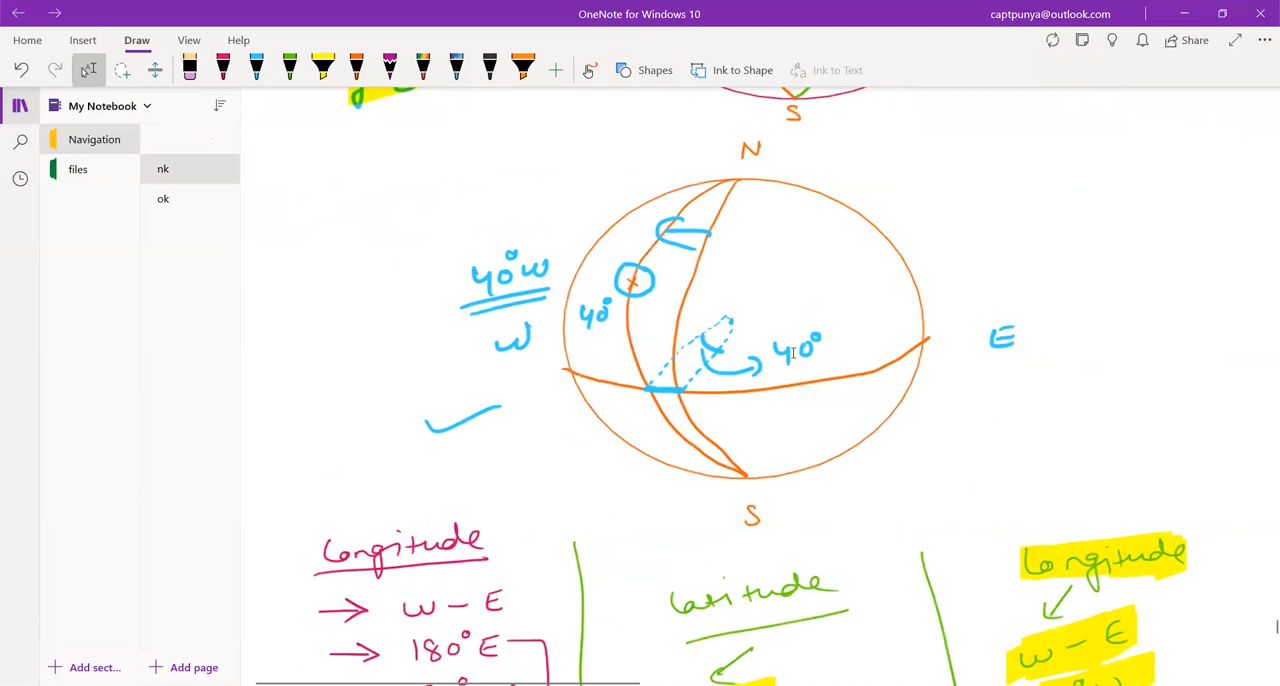 OneNote for Windows 10
captpunya@outlook.com
Home Insert Draw View Help
Share
Shapes
Ink to Shape
Ink to Text
My Notebook
Navigation
files
nk
ok
S
N
40°W
40°
W
40°
E
S
Longitude
→ W – E
→ 180° E
Latitude
Longitude
W – E
Add sect...
Add page